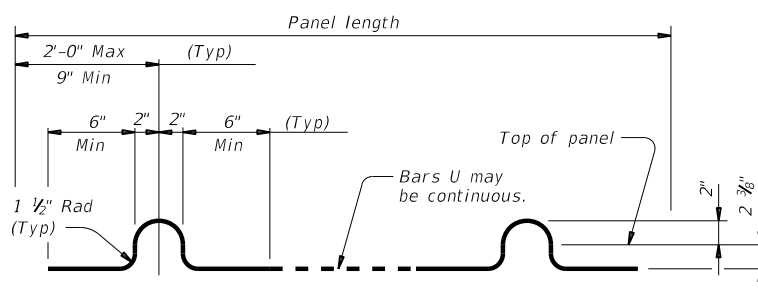 Panel length
2'-0" Max (Typ)
9" Min
6" 2" 2" 6" (Typ)
Min Min
Top of panel
Bars U may
be continuous.
1 ½" Rad
(Typ)
2"
2 ⅜"